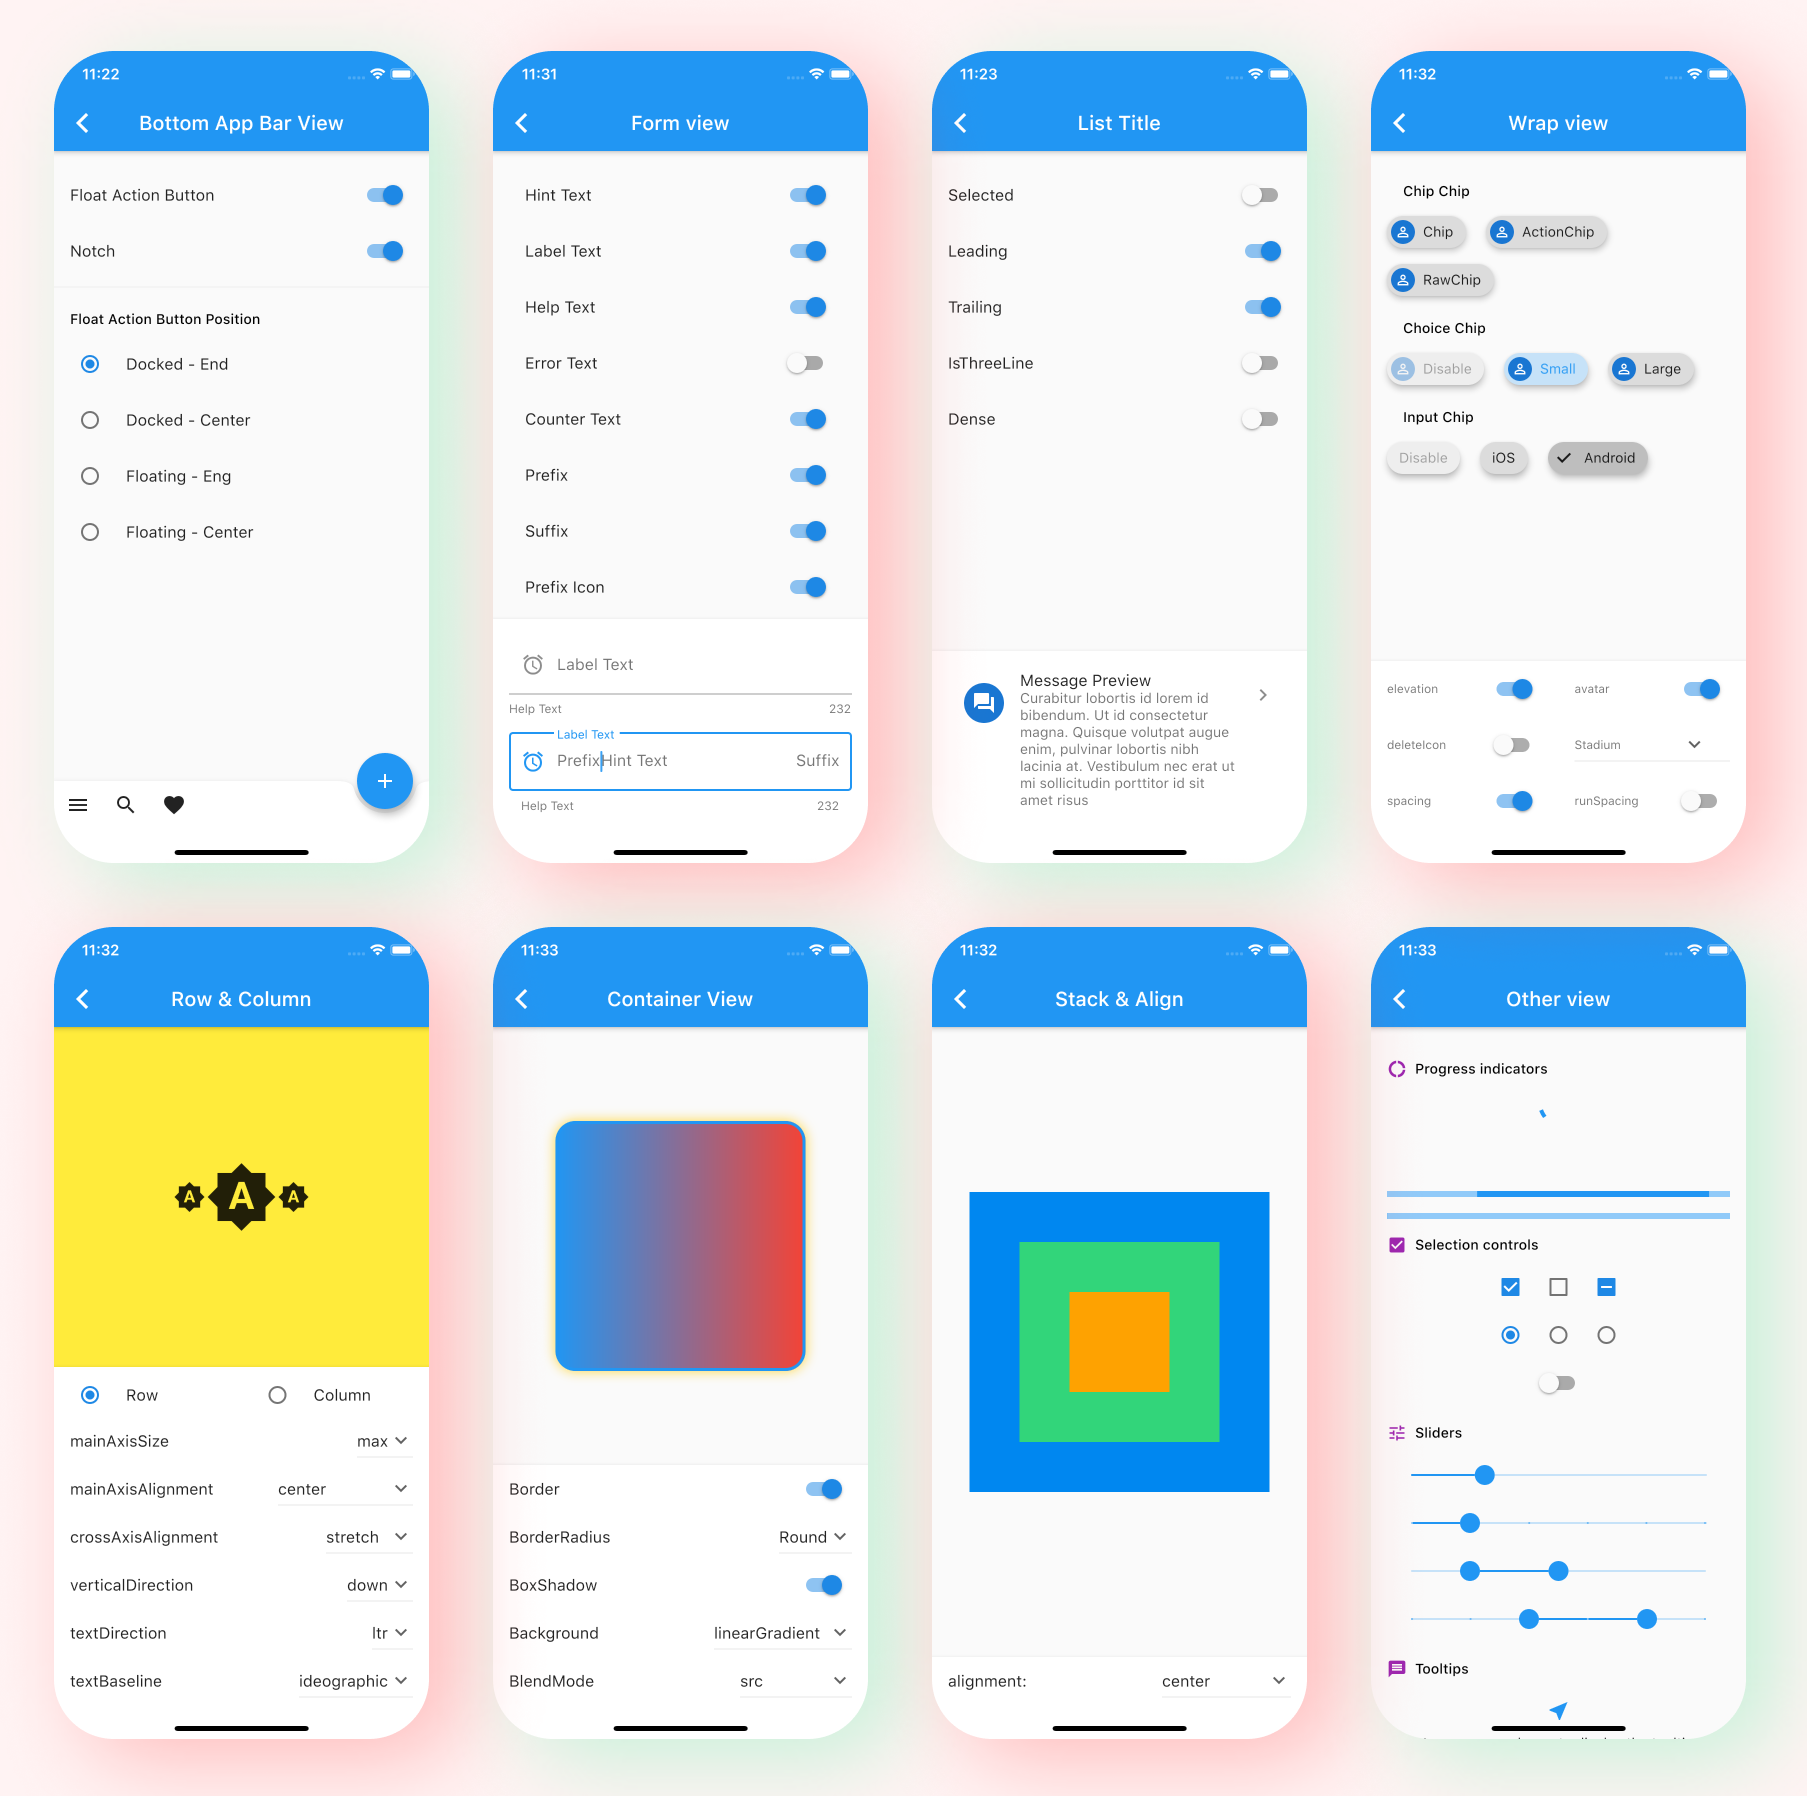 11:22
Bottom App Bar View
Float Action Button
Notch
Float Action Button Position
Docked - End
Docked - Center
Floating - Eng
Floating - Center
11:31
Form view
Hint Text
Label Text
Help Text
Error Text
Counter Text
Prefix
Suffix
Prefix Icon
Label Text
Help Text 232
Label Text
PrefixHint Text Suffix
Help Text 232
11:23
List Title
Selected
Leading
Trailing
IsThreeLine
Dense
Message Preview
Curabitur lobortis id lorem id
bibendum. Ut id consectetur
magna. Quisque volutpat augue
enim, pulvinar lobortis nibh
lacinia at. Vestibulum nec erat ut
mi sollicitudin porttitor id sit
amet risus
11:32
Wrap view
Chip Chip
Chip ActionChip
RawChip
Choice Chip
Disable Small Large
Input Chip
Disable iOS Android
elevation avatar
deleteIcon Stadium
spacing runSpacing
11:32
Row & Column
A A A
Row Column
mainAxisSize max
mainAxisAlignment center
crossAxisAlignment stretch
verticalDirection down
textDirection ltr
textBaseline ideographic
11:33
Container View
Border
BorderRadius Round
BoxShadow
Background linearGradient
BlendMode src
11:32
Stack & Align
alignment: center
11:33
Other view
Progress indicators
Selection controls
Sliders
Tooltips